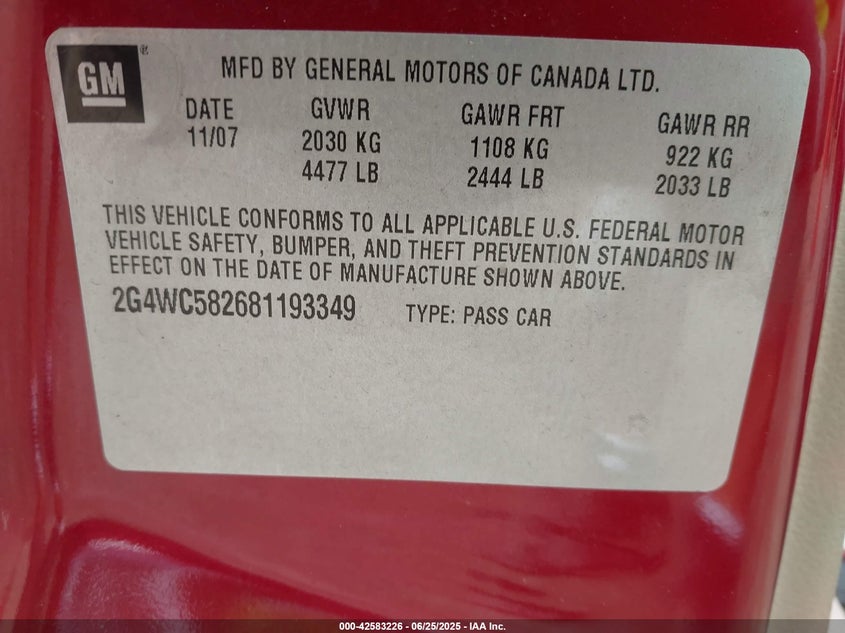 GM ®
MFD BY GENERAL MOTORS OF CANADA LTD.
DATE GVWR GAWR FRT GAWR RR
11/07 2030 KG 1108 KG 922 KG
4477 LB 2444 LB 2033 LB
THIS VEHICLE CONFORMS TO ALL APPLICABLE U.S. FEDERAL MOTOR
VEHICLE SAFETY, BUMPER, AND THEFT PREVENTION STANDARDS IN
EFFECT ON THE DATE OF MANUFACTURE SHOWN ABOVE.
2G4WC582681193349 TYPE: PASS CAR
000-42583226 - 06/25/2025 - IAA Inc.